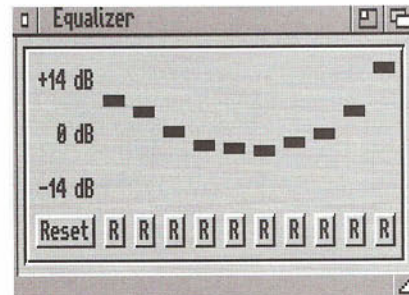 Equalizer
+14 dB
0 dB
-14 dB
Reset R R R R R R R R R R